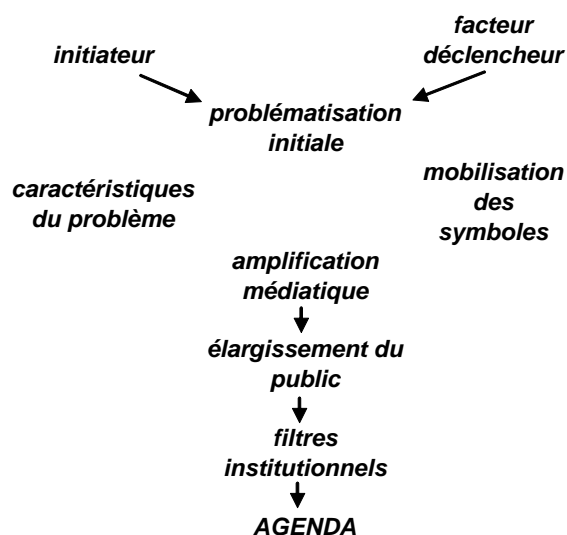 initiateur
facteur
déclencheur
problématisation
initiale
caractéristiques
du problème
mobilisation
des
symboles
amplification
médiatique
élargissement du
public
filtres
institutionnels
AGENDA